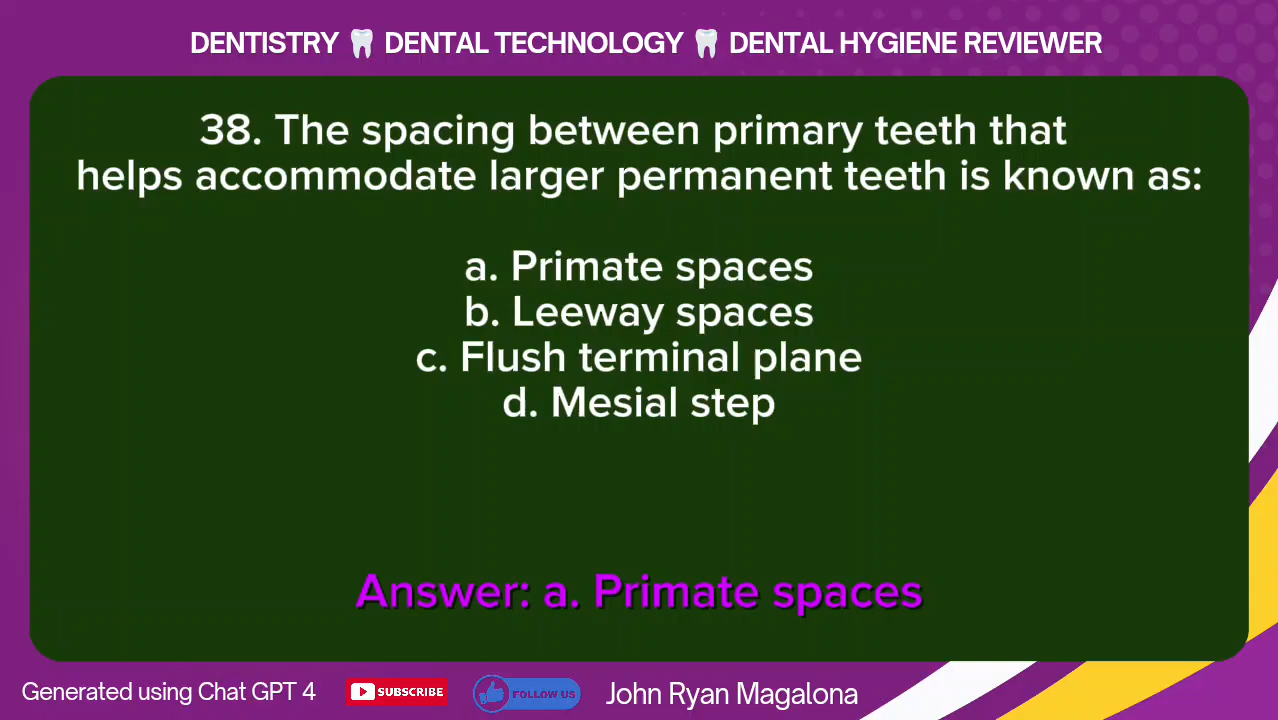 DENTISTRY 🦷 DENTAL TECHNOLOGY 🦷 DENTAL HYGIENE REVIEWER
38. The spacing between primary teeth that
helps accommodate larger permanent teeth is known as:
a. Primate spaces
b. Leeway spaces
c. Flush terminal plane
d. Mesial step
Answer: a. Primate spaces
Generated using Chat GPT 4 SUBSCRIBE FOLLOW US John Ryan Magalona